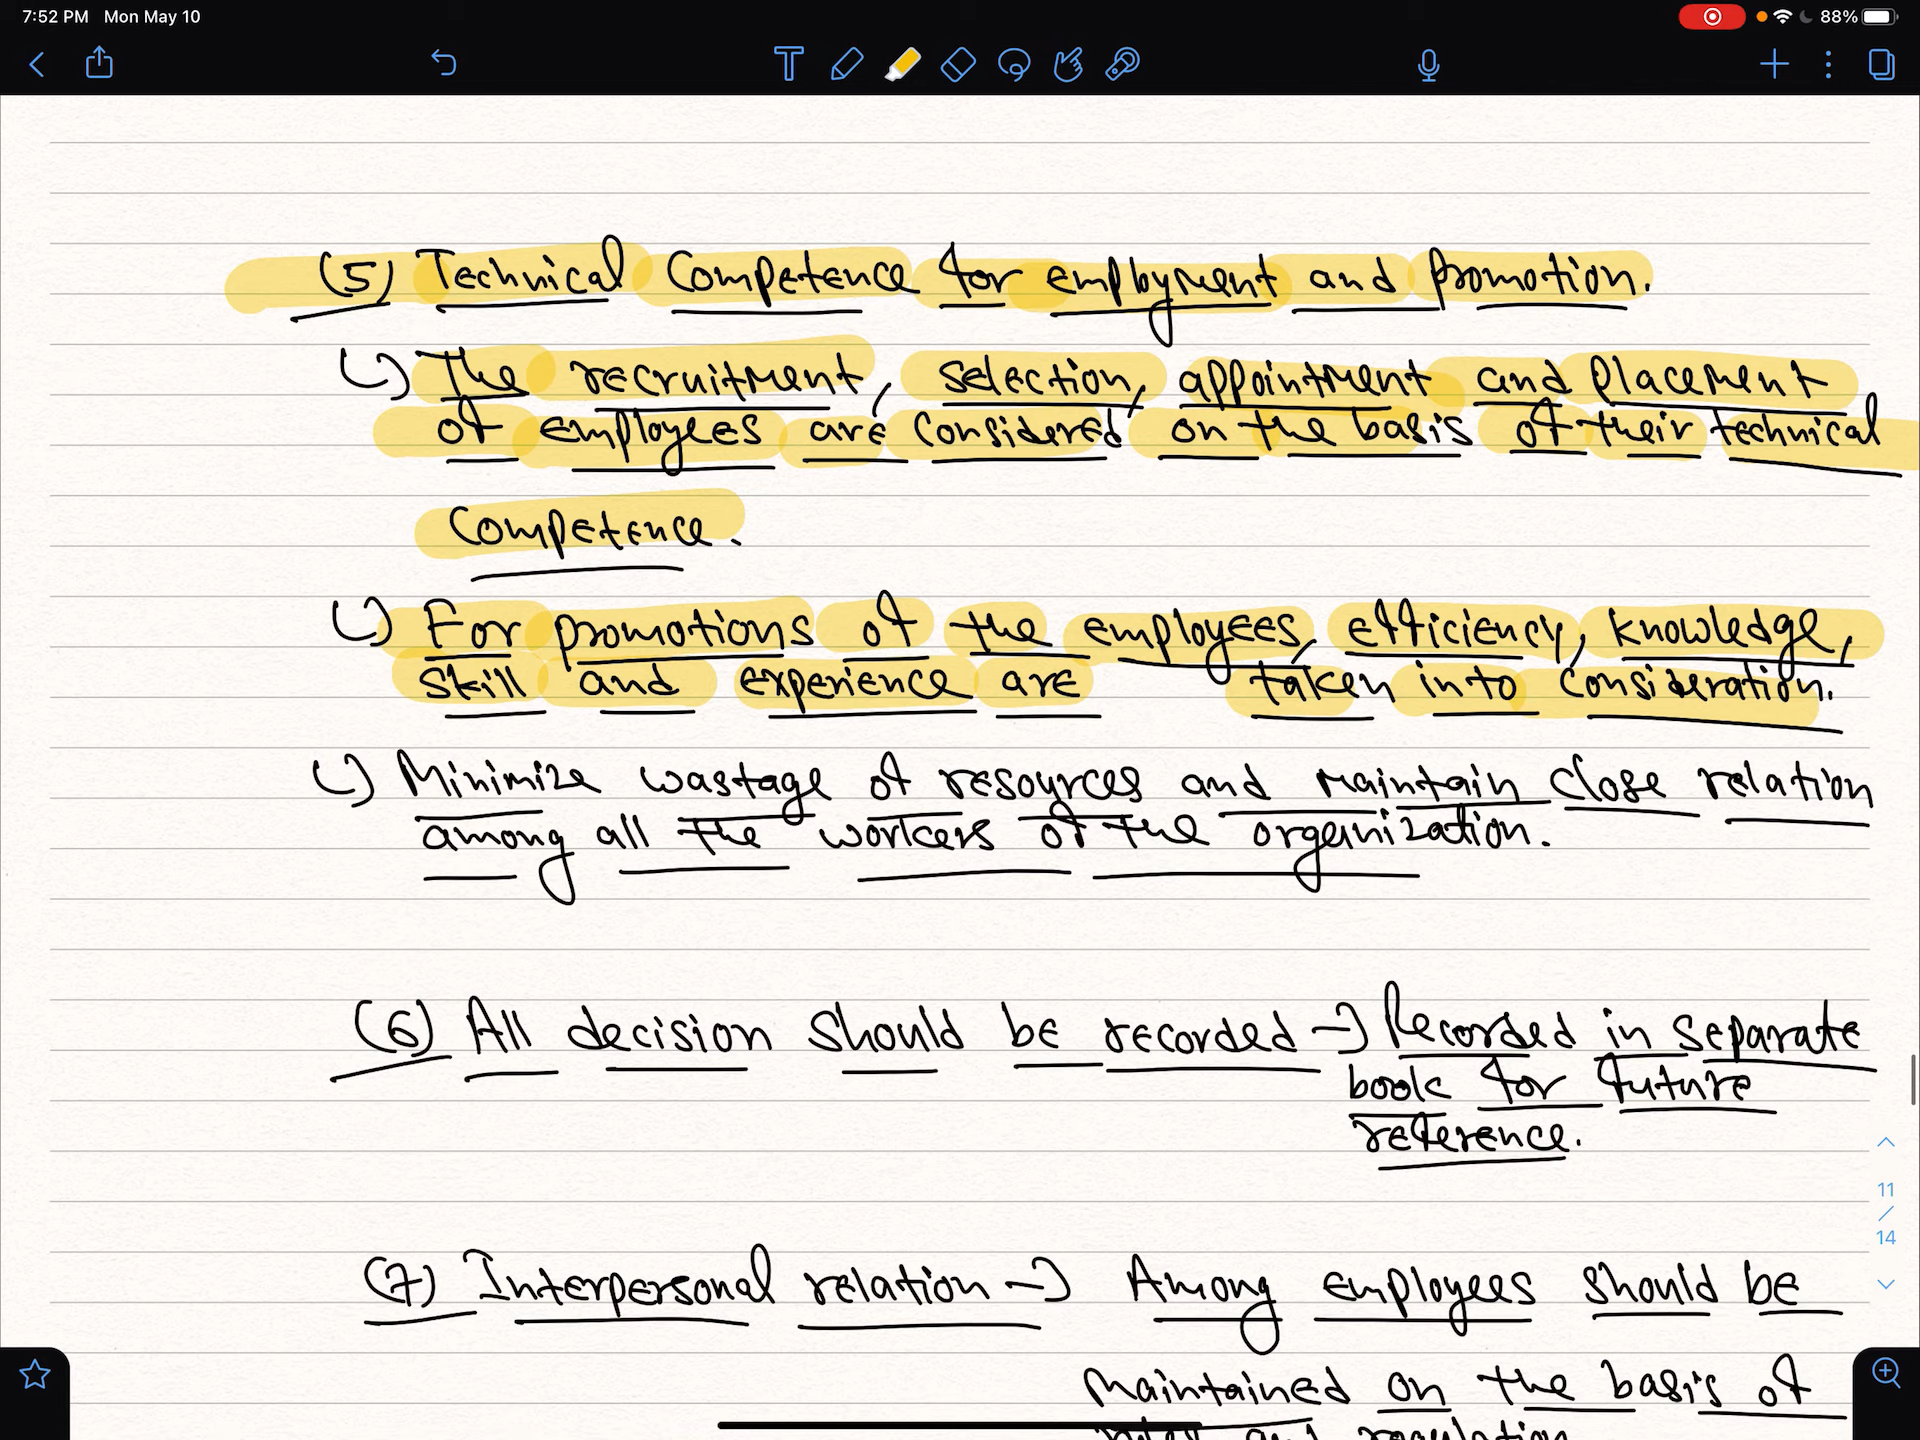 7:52 PM Mon May 10
88%
(5) Technical Competence for employment and promotion.
The recruitment, selection, appointment and placement
of employees are considered on the basis of their technical
Competence.
For promotions of the employees, efficiency, knowledge,
skill and experience are taken into consideration.
Minimize wastage of resources and maintain close relation
among all the workers of the organization.
(6) All decision should be recorded → Recorded in separate
book for future
reference.
11
/
14
(7) Interpersonal relation → Among employees should be
maintained on the basis of
and regulation